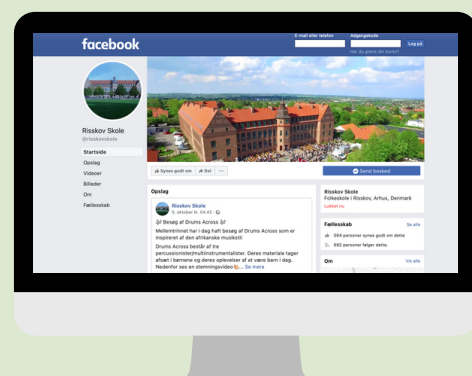 E-mail eller telefon
Adgangskode
facebook
Log på
Har du glemt din konto?
Risskov Skole
@risskovskole
Startside
Opslag
Videoer
Billeder
Om
Fællesskab
Synes godt om
Del
Send besked
Opslag
Risskov Skole
5. oktober kl. 04.42
Besøg af Drums Across
Mellemtrinnet har i dag haft besøg af Drums Across som er
inspireret af den afrikanske musikstil
Drums Across består af tre
percussionister/multiinstrumentalister. Deres materiale tager
afsæt i børnene og deres oplevelser af at være barn i dag.
Nedenfor ses en stemningsvideo ... Se mere
Risskov Skole
Folkeskole i Risskov, Århus, Denmark
Lukket nu
Fællesskab
Se alle
594 personer synes godt om dette
692 personer følger dette.
Om
Vis alle